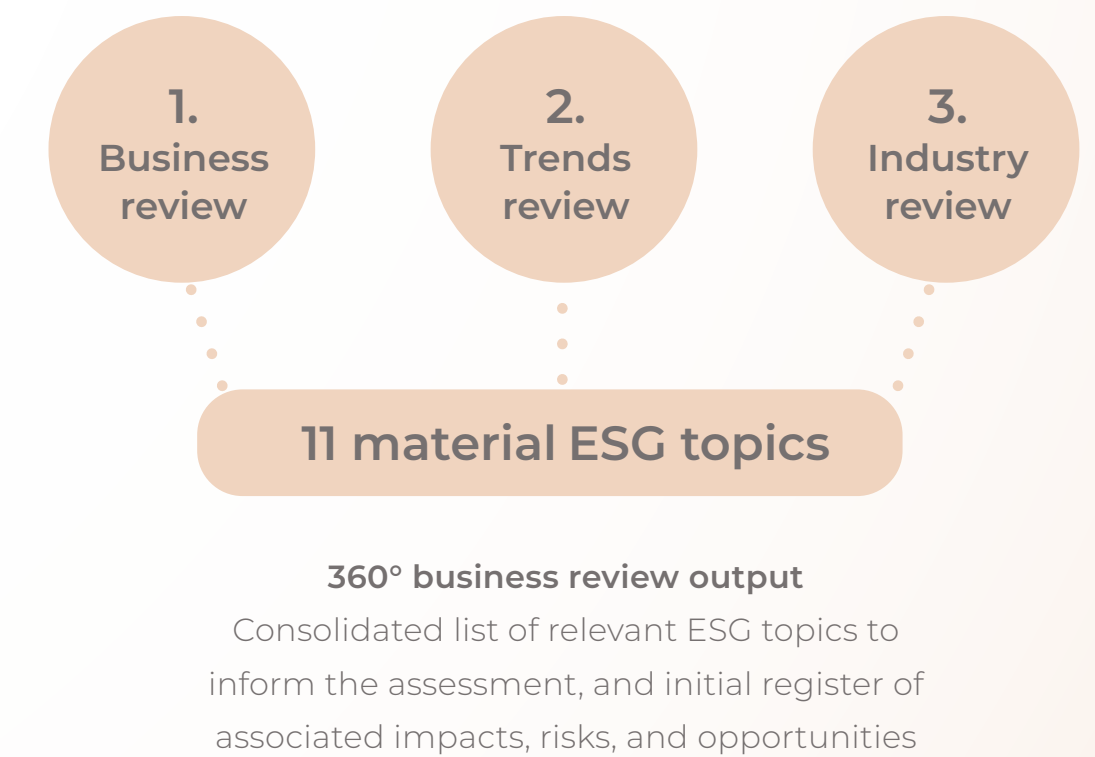 1.
Business
review
2.
Trends
review
3.
Industry
review
11 material ESG topics
360° business review output
Consolidated list of relevant ESG topics to
inform the assessment, and initial register of
associated impacts, risks, and opportunities